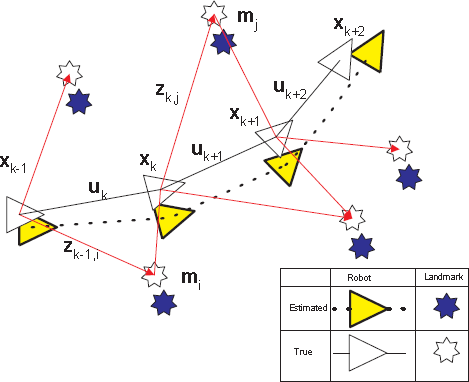 m_j
x_{k+2}
z_{k,j}
u_{k+2}
x_{k+1}
x_{k-1}
x_k
u_{k+1}
u_k
z_{k-1,i}
m_i
Robot
Landmark
Estimated
True